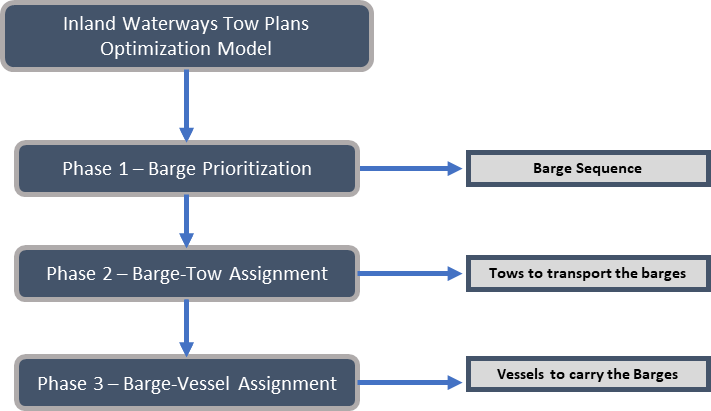 Inland Waterways Tow Plans
Optimization Model
Phase 1 – Barge Prioritization
Barge Sequence
Phase 2 – Barge-Tow Assignment
Tows to transport the barges
Phase 3 – Barge-Vessel Assignment
Vessels to carry the Barges